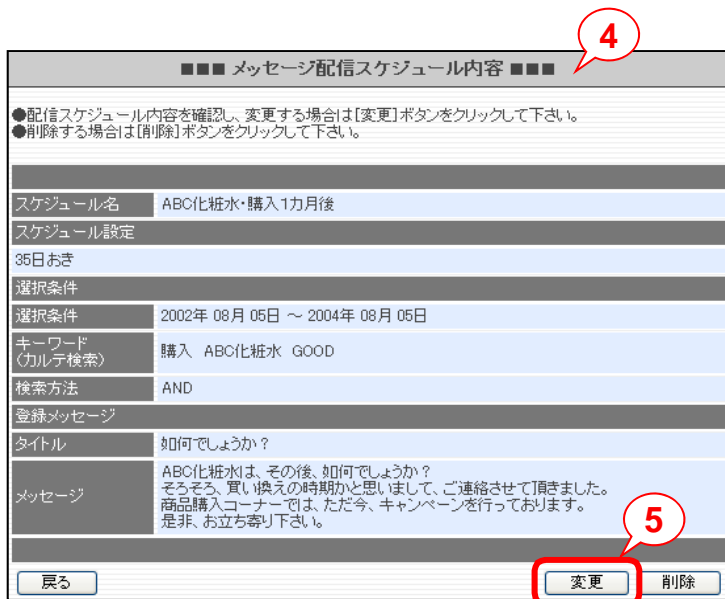 4
■■■ メッセージ配信スケジュール内容 ■■■
●配信スケジュール内容を確認し、変更する場合は[変更]ボタンをクリックして下さい。
●削除する場合は[削除]ボタンをクリックして下さい。
スケジュール名 ABC化粧水・購入1カ月後
スケジュール設定
35日おき
選択条件
選択条件 2002年 08月 05日 ～ 2004年 08月 05日
キーワード
(カルテ検索) 購入 ABC化粧水 GOOD
検索方法 AND
登録メッセージ
タイトル 如何でしょうか？
メッセージ
ABC化粧水は、その後、如何でしょうか？
そろそろ、買い換えの時期かと思いまして、ご連絡させて頂きました。
商品購入コーナーでは、ただ今、キャンペーンを行っております。
是非、お立ち寄り下さい。
5
戻る 変更 削除